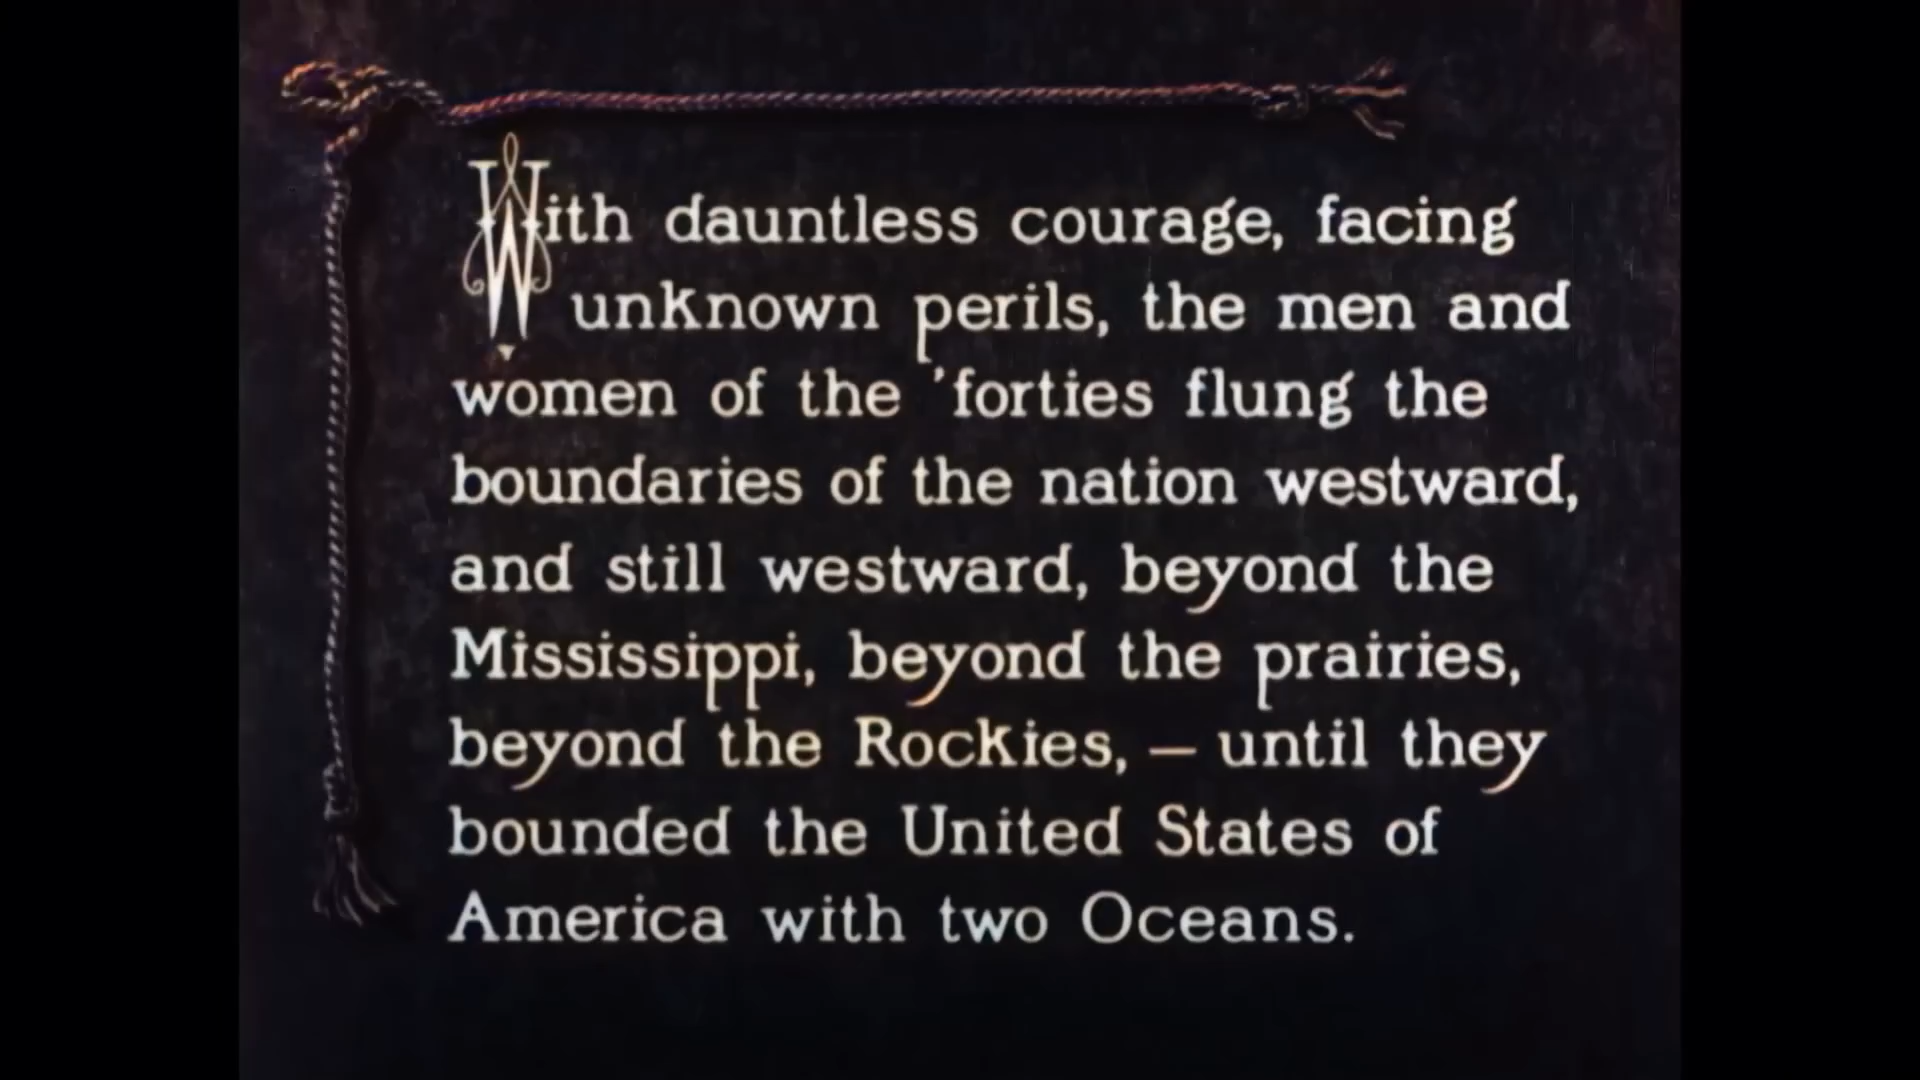 With dauntless courage, facing
unknown perils, the men and
women of the 'forties flung the
boundaries of the nation westward,
and still westward, beyond the
Mississippi, beyond the prairies,
beyond the Rockies, — until they
bounded the United States of
America with two Oceans.